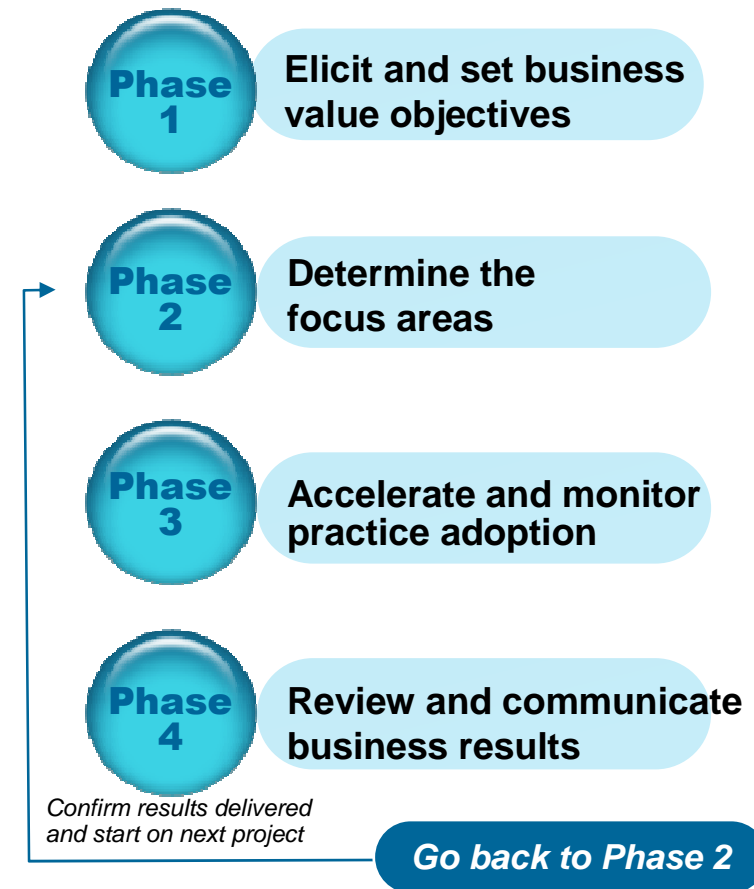 Phase
1
Elicit and set business
value objectives
Phase
2
Determine the
focus areas
Phase
3
Accelerate and monitor
practice adoption
Phase
4
Review and communicate
business results
Confirm results delivered
and start on next project
Go back to Phase 2